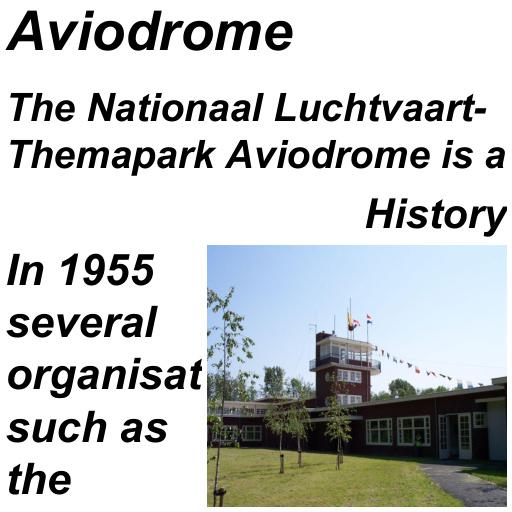 Aviodrome
The Nationaal Luchtvaart-
Themapark Aviodrome is a
History
In 1955
several
organisat
such as
the